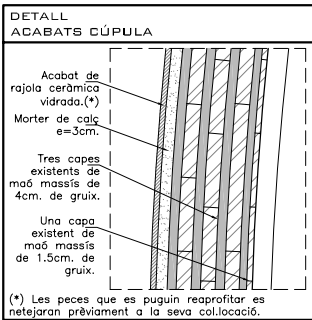 DETALL
ACABATS CÚPULA
Acabat de
rajola ceràmica
vidrada.(*)
Morter de calç
e=3cm.
Tres capes
existents de
maó massís de
4cm. de gruix.
Una capa
existent de
maó massís
de 1.5cm. de
gruix.
(*) Les peces que es puguin reaprofitar es
netejaran prèviament a la seva col.locació.